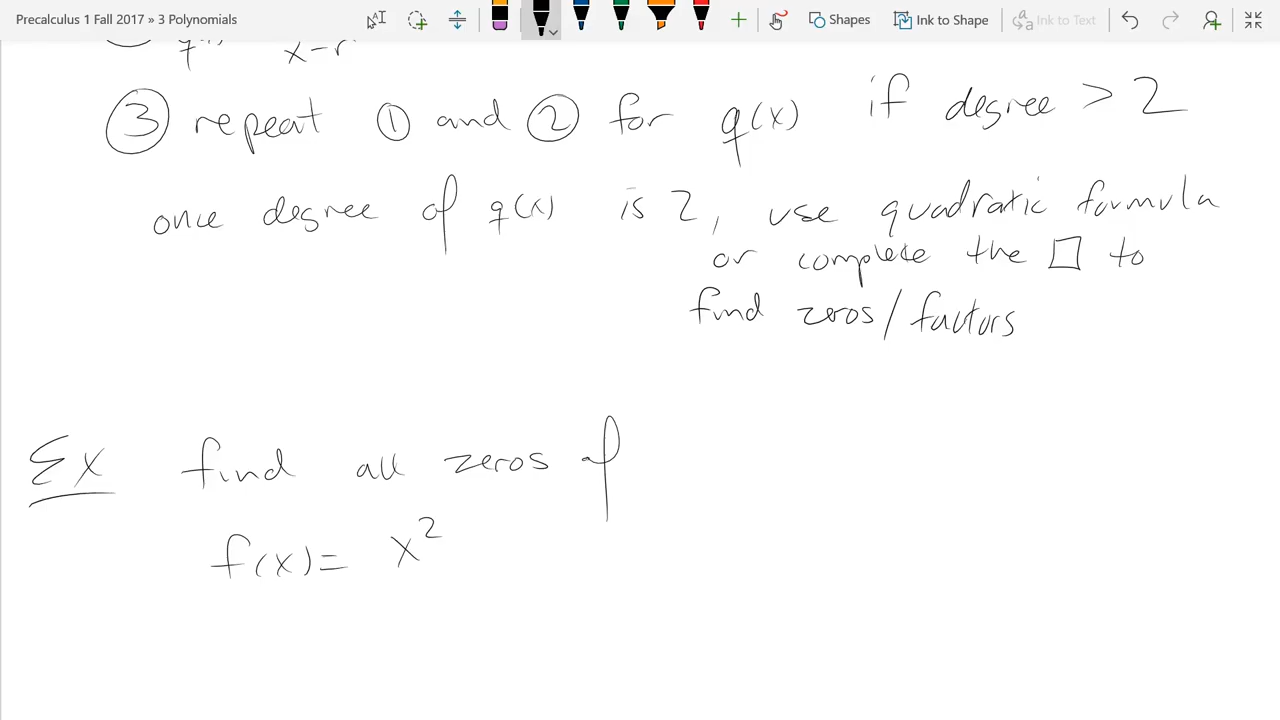 Precalculus 1 Fall 2017 » 3 Polynomials
Shapes
Ink to Shape
Ink to Text
x-r
③ repeat ① and ② for q(x) if degree > 2
once degree of q(x) is 2, use quadratic formula
or complete the □ to
find zeros/factors
Ex find all zeros of
f(x)= x²